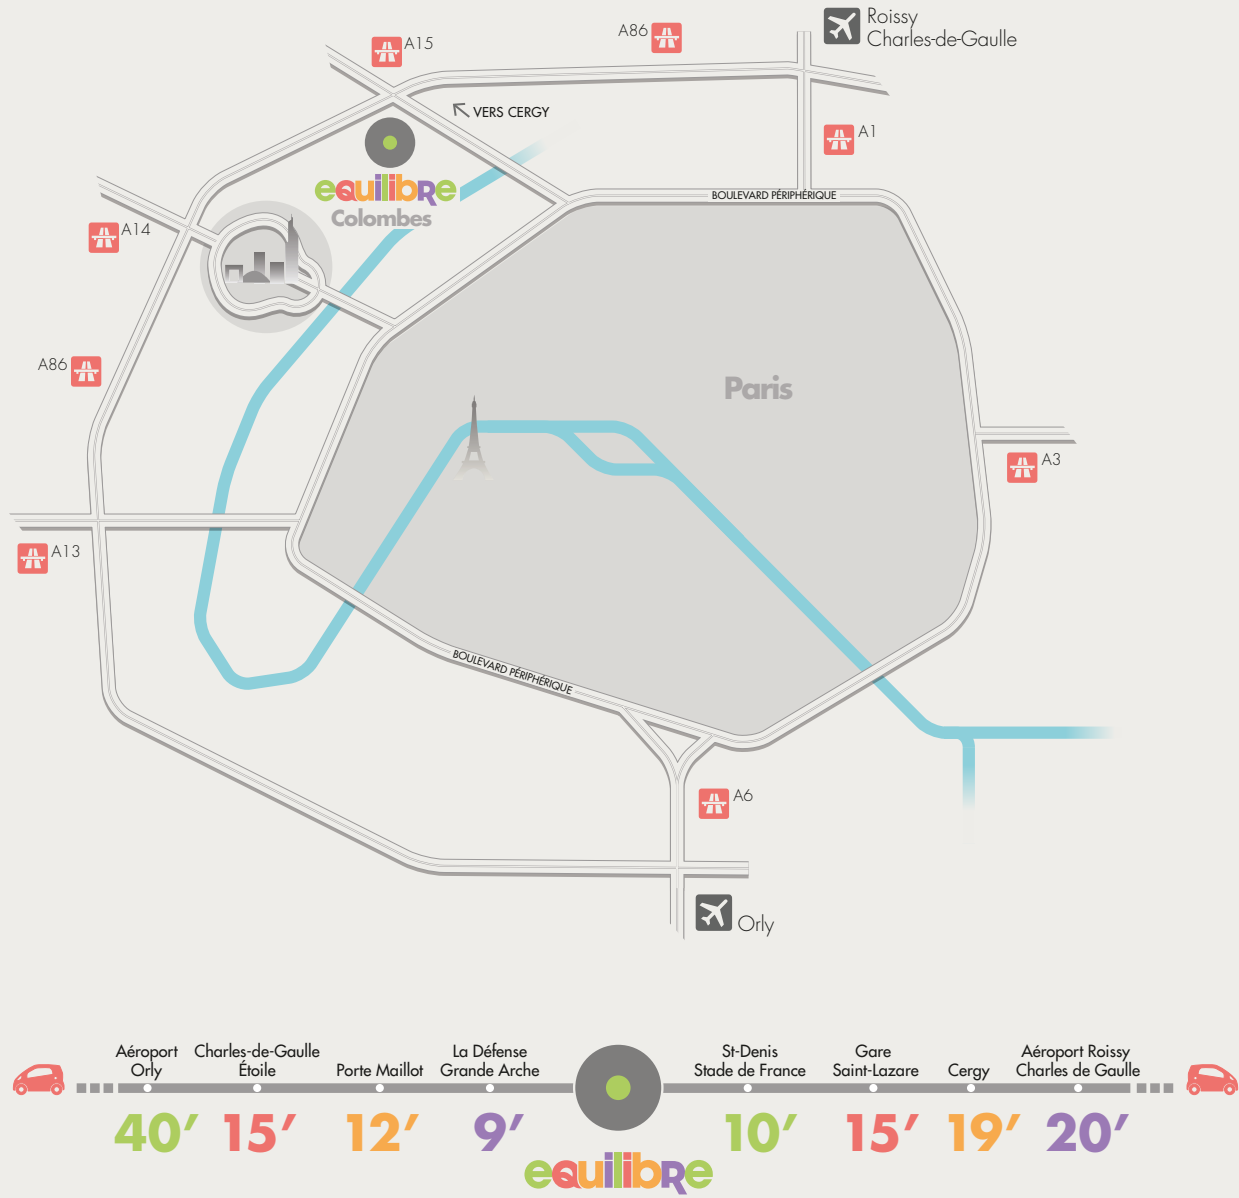 Roissy
Charles-de-Gaulle
A86
A15
VERS CERGY
A1
equilibre
Colombes
BOULEVARD PÉRIPHÉRIQUE
A14
A86
Paris
A3
A13
BOULEVARD PÉRIPHÉRIQUE
A6
Orly
Aéroport
Orly
Charles-de-Gaulle
Étoile
Porte Maillot
La Défense
Grande Arche
St-Denis
Stade de France
Gare
Saint-Lazare
Cergy
Aéroport Roissy
Charles de Gaulle
40' 15' 12' 9' 10' 15' 19' 20'
equilibre